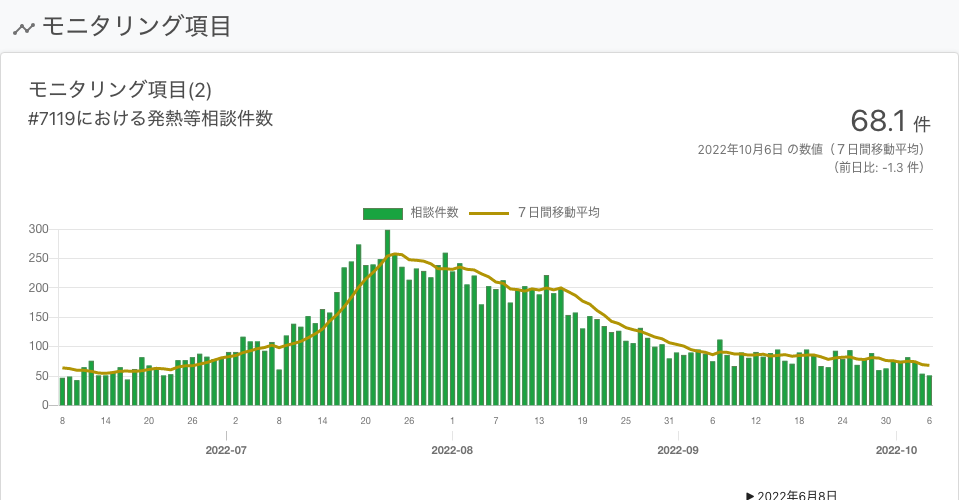 モニタリング項目
モニタリング項目(2)
#7119における発熱等相談件数
68.1 件
2022年10月6日 の数値（７日間移動平均）
（前日比: -1.3 件）
相談件数 ７日間移動平均
300
250
200
150
100
50
0
8 14 20 26 2 8 14 20 26 1 7 13 19 25 31 6 12 18 24 30 6
2022-07 2022-08 2022-09 2022-10
▶ 2022年6月8日